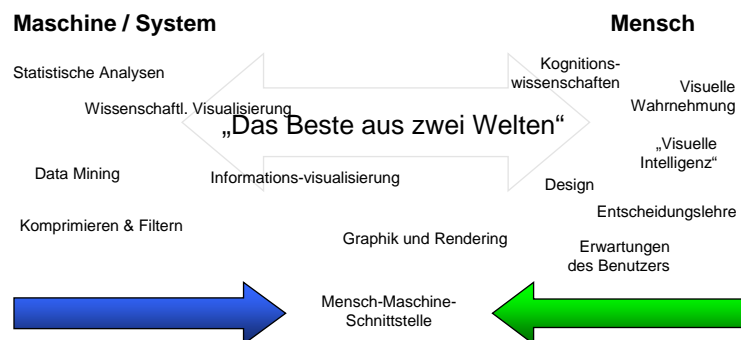 Maschine / System
Mensch
Statistische Analysen
Kognitions-
wissenschaften
Visuelle
Wahrnehmung
Wissenschaftl. Visualisierung
„Das Beste aus zwei Welten“
„Visuelle
Intelligenz“
Data Mining
Informations-visualisierung
Design
Entscheidungslehre
Komprimieren & Filtern
Graphik und Rendering
Erwartungen
des Benutzers
Mensch-Maschine-
Schnittstelle